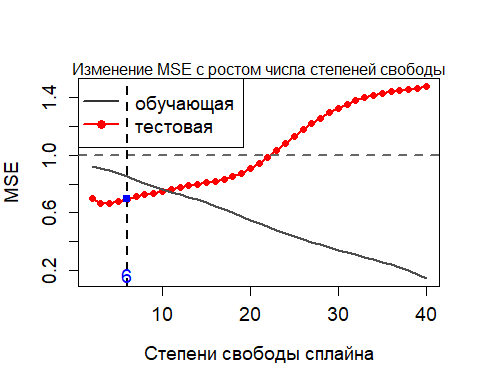 Изменение MSE с ростом числа степеней свободы
обучающая
тестовая
MSE
1.4
1.0
0.6
0.2
6
10 20 30 40
Степени свободы сплайна